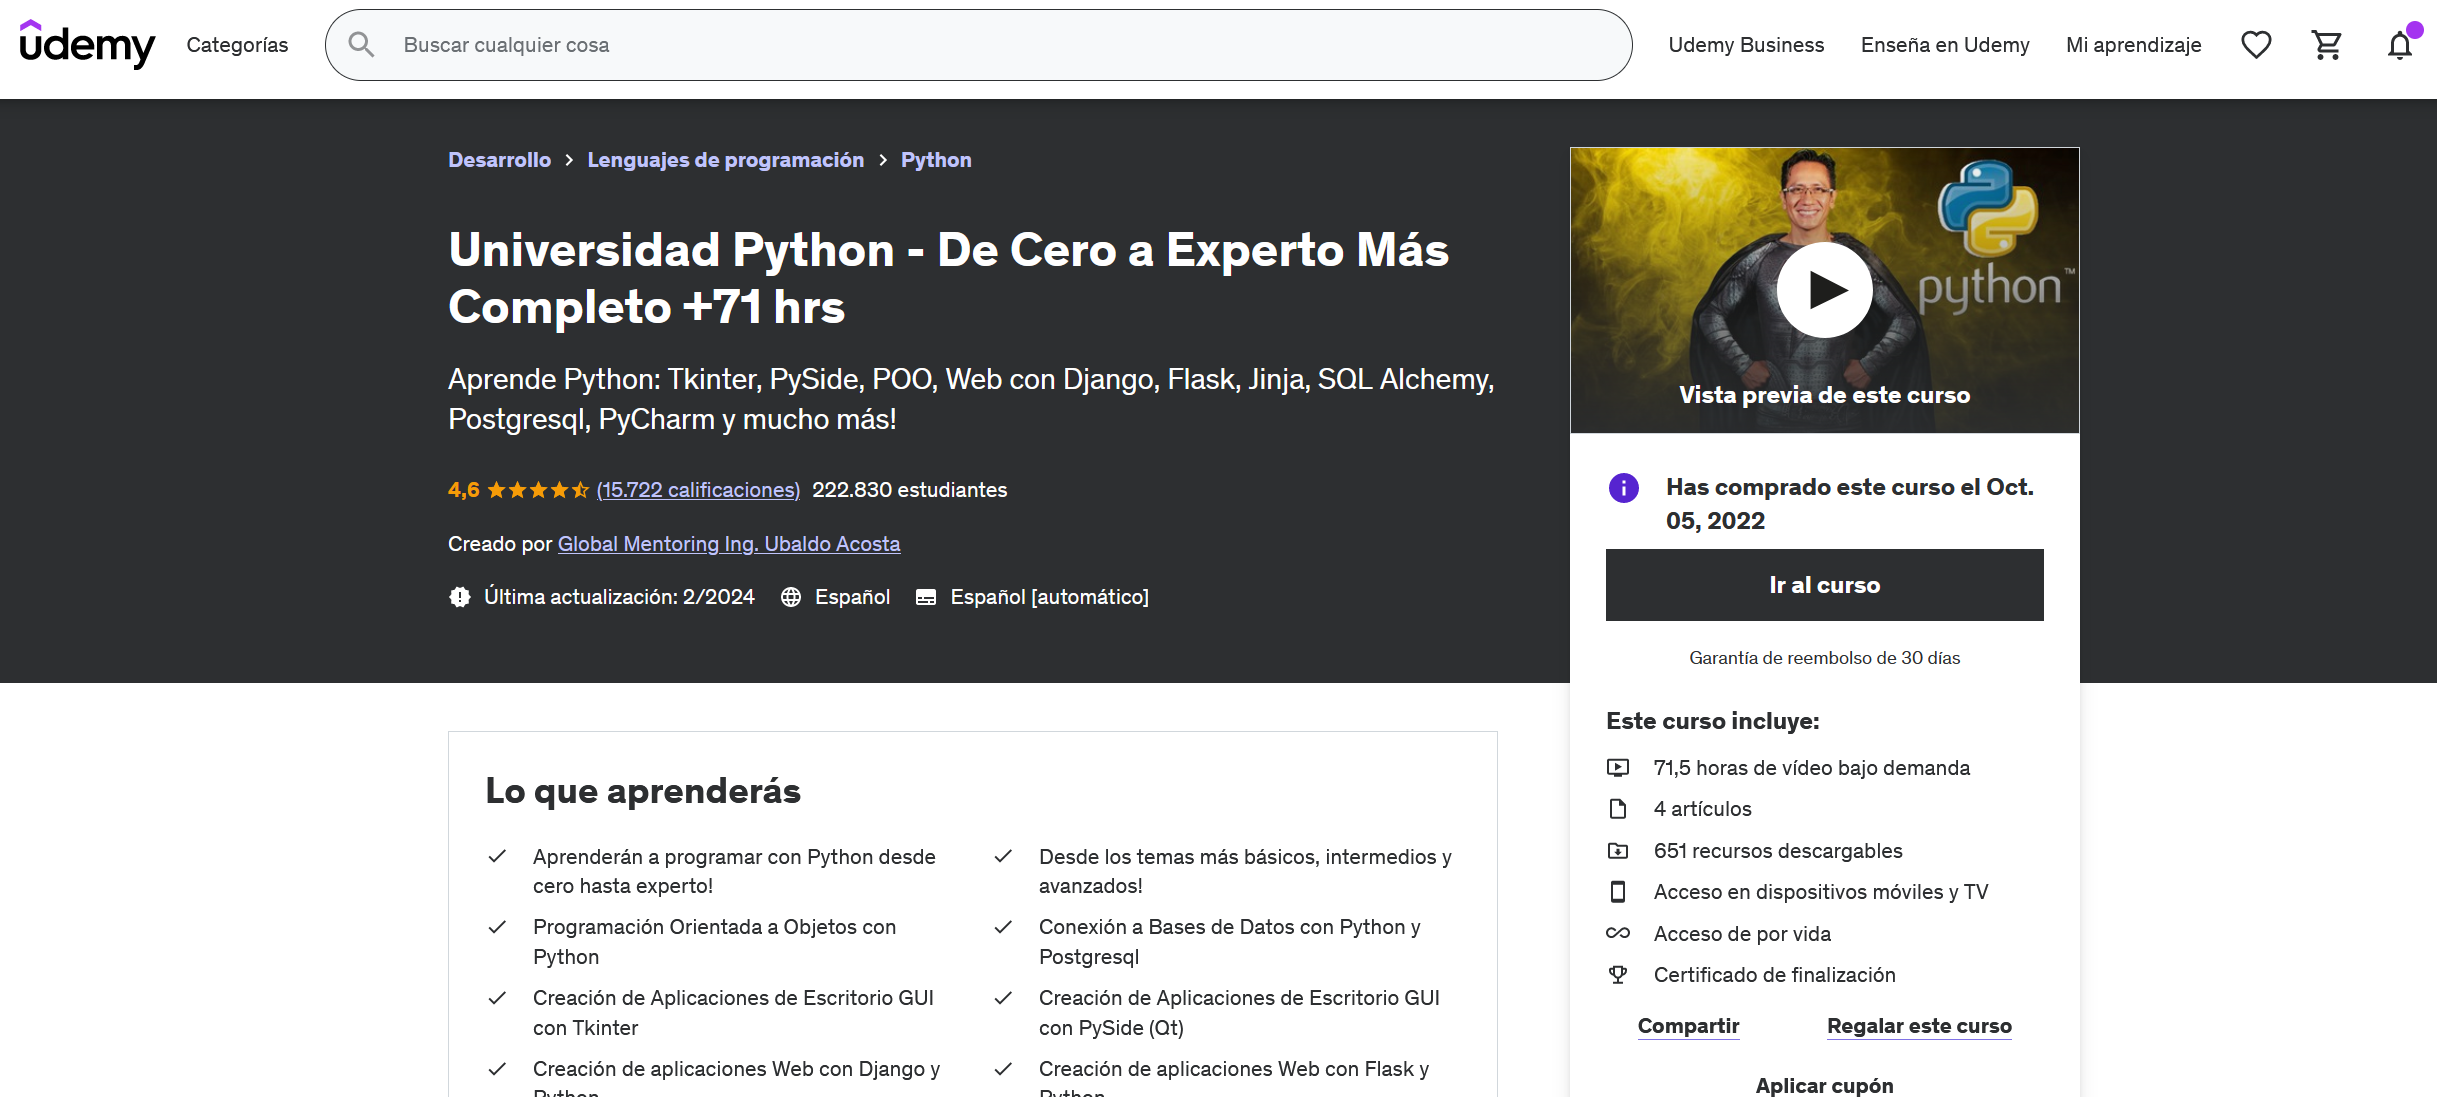 udemy
Categorías
Buscar cualquier cosa
Udemy Business
Enseña en Udemy
Mi aprendizaje
Desarrollo
Lenguajes de programación
Python
Universidad Python - De Cero a Experto Más
Completo +71 hrs
Aprende Python: Tkinter, PySide, POO, Web con Django, Flask, Jinja, SQL Alchemy,
Postgresql, PyCharm y mucho más!
4,6 (15.722 calificaciones) 222.830 estudiantes
Creado por Global Mentoring Ing. Ubaldo Acosta
Última actualización: 2/2024 Español Español [automático]
python™
Vista previa de este curso
Has comprado este curso el Oct.
05, 2022
Ir al curso
Garantía de reembolso de 30 días
Este curso incluye:
71,5 horas de vídeo bajo demanda
4 artículos
651 recursos descargables
Acceso en dispositivos móviles y TV
Acceso de por vida
Certificado de finalización
Compartir
Regalar este curso
Aplicar cupón
Lo que aprenderás
Aprenderán a programar con Python desde
cero hasta experto!
Desde los temas más básicos, intermedios y
avanzados!
Programación Orientada a Objetos con
Python
Conexión a Bases de Datos con Python y
Postgresql
Creación de Aplicaciones de Escritorio GUI
con Tkinter
Creación de Aplicaciones de Escritorio GUI
con PySide (Qt)
Creación de aplicaciones Web con Django y
Python
Creación de aplicaciones Web con Flask y
Python